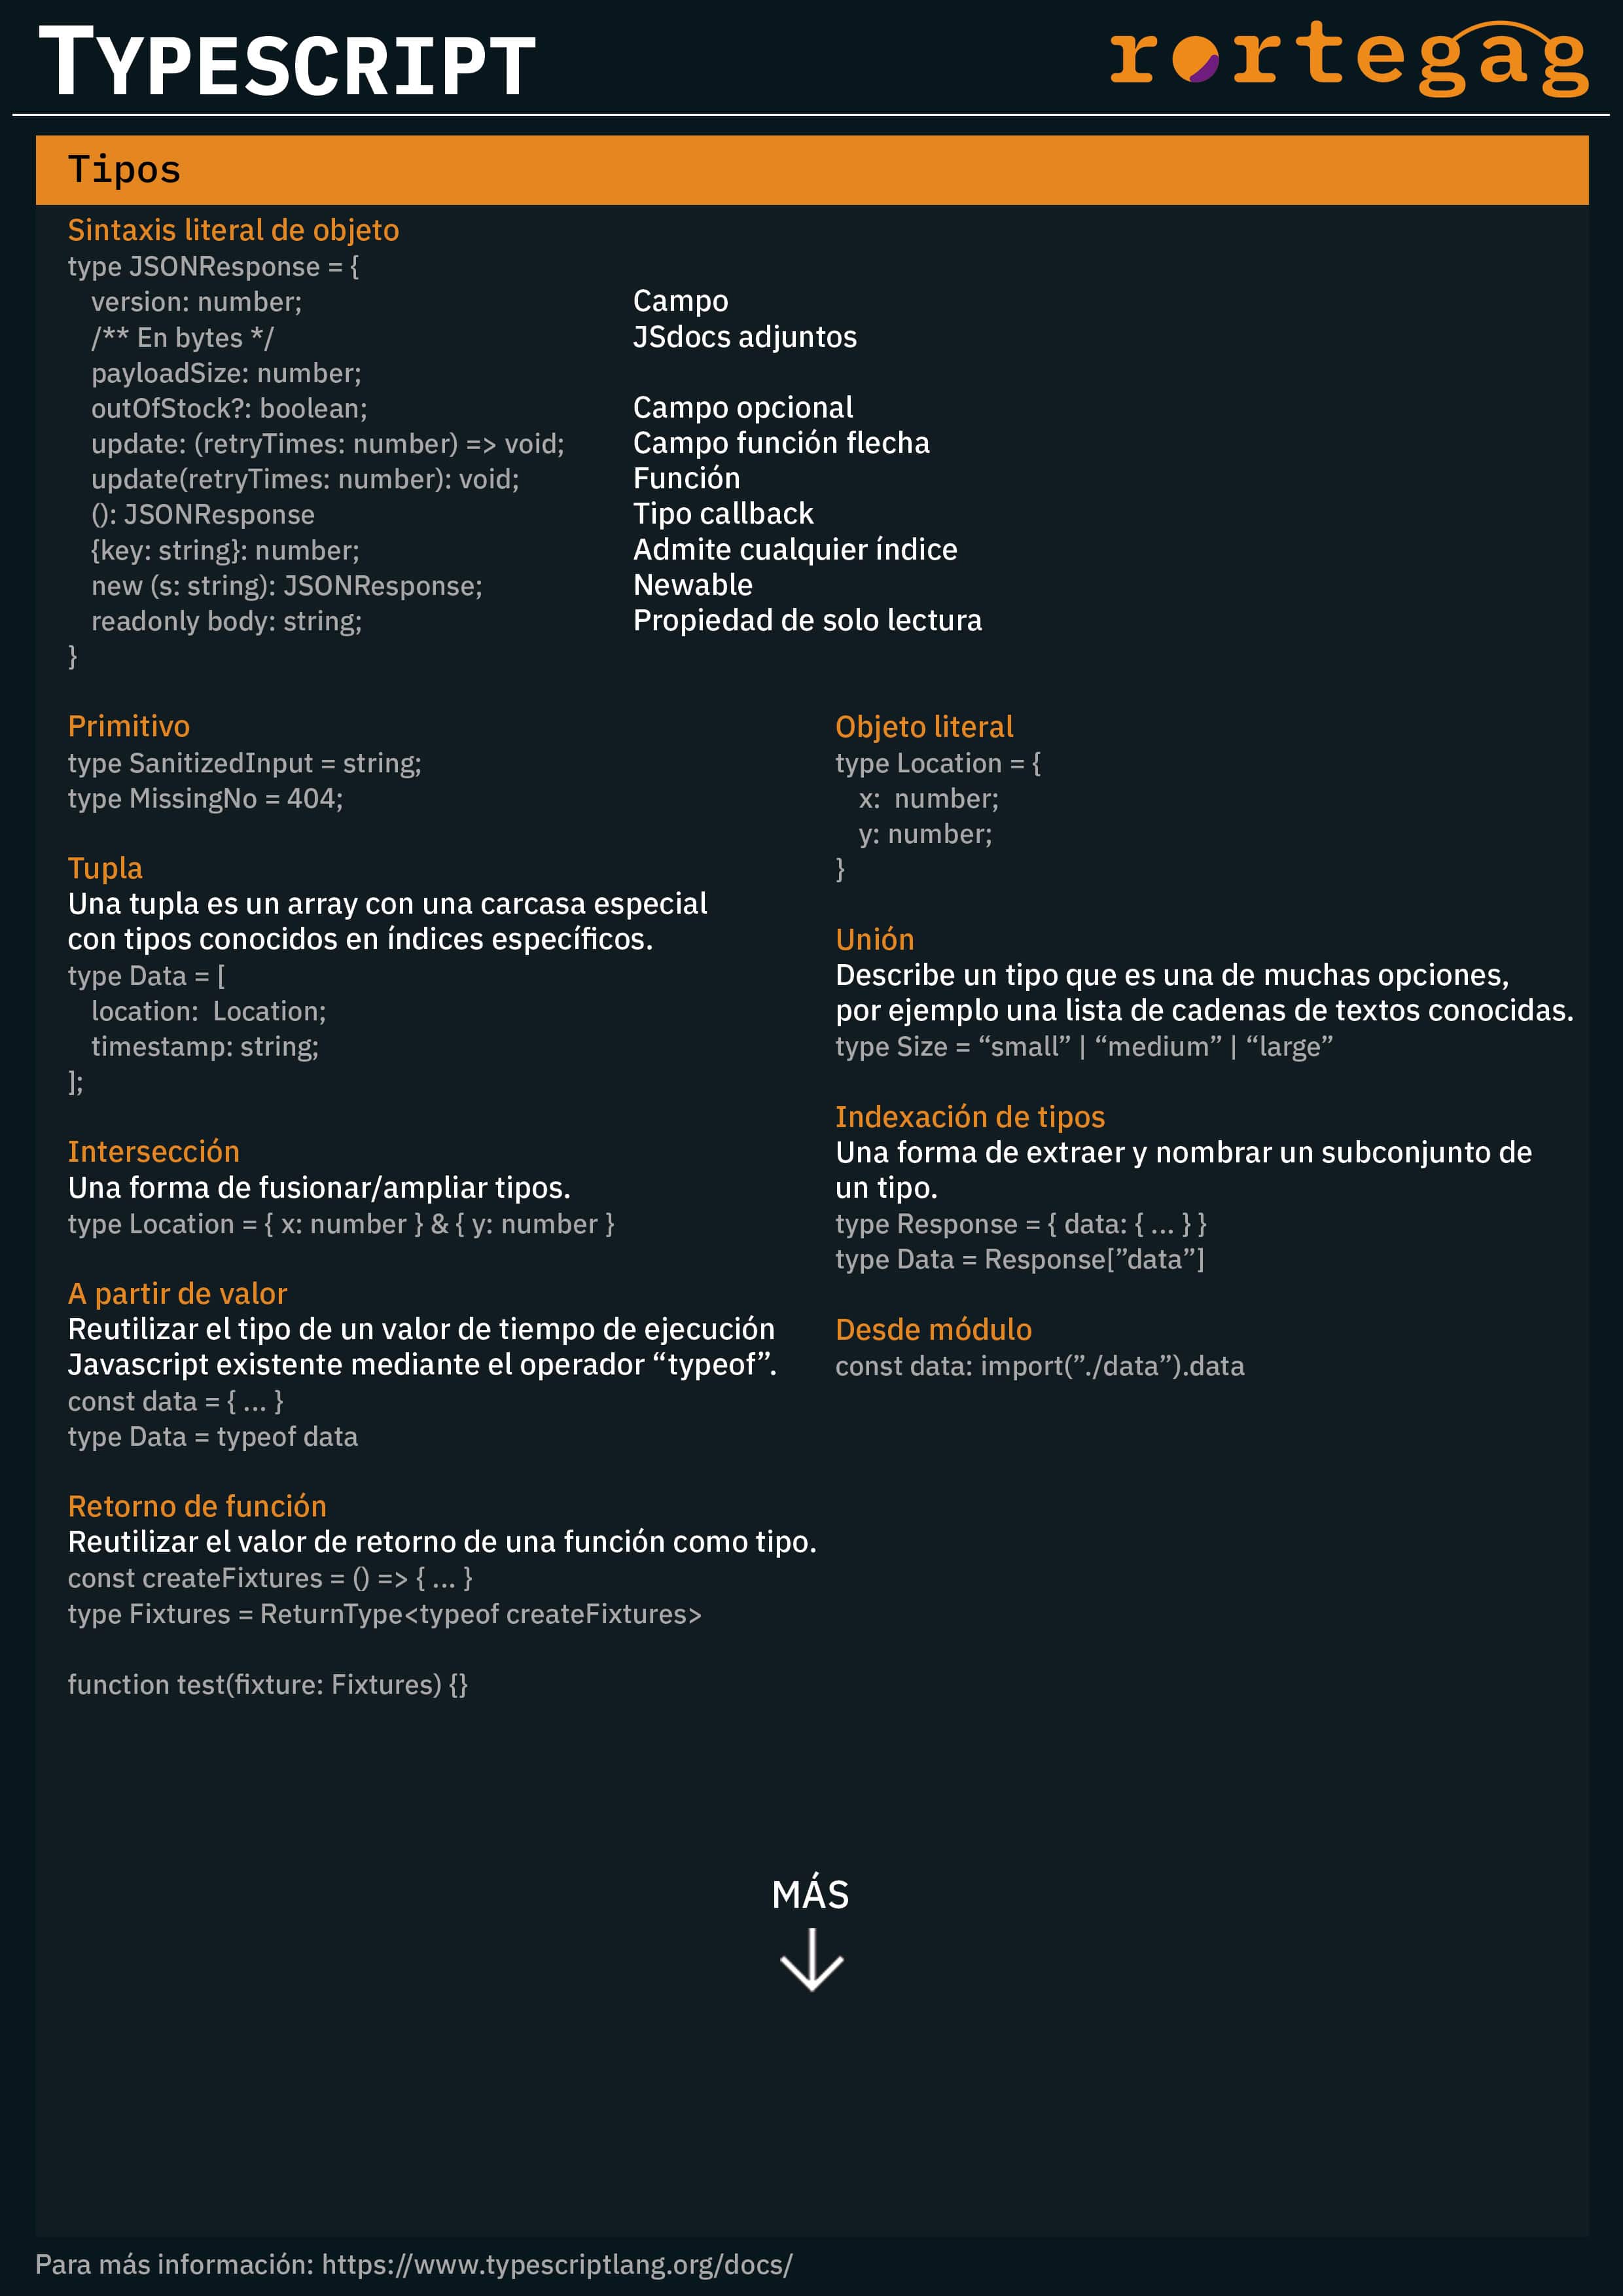 TYPESCRIPT
rortegag
Tipos
Sintaxis literal de objeto
type JSONResponse = {
version: number; Campo
/** En bytes */ JSdocs adjuntos
payloadSize: number;
outOfStock?: boolean; Campo opcional
update: (retryTimes: number) => void; Campo función flecha
update(retryTimes: number): void; Función
(): JSONResponse Tipo callback
{key: string}: number; Admite cualquier índice
new (s: string): JSONResponse; Newable
readonly body: string; Propiedad de solo lectura
}
Primitivo
type SanitizedInput = string;
type MissingNo = 404;
Tupla
Una tupla es un array con una carcasa especial
con tipos conocidos en índices específicos.
type Data = [
location:  Location;
timestamp: string;
];
Intersección
Una forma de fusionar/ampliar tipos.
type Location = { x: number } & { y: number }
A partir de valor
Reutilizar el tipo de un valor de tiempo de ejecución
Javascript existente mediante el operador “typeof”.
const data = { ... }
type Data = typeof data
Retorno de función
Reutilizar el valor de retorno de una función como tipo.
const createFixtures = () => { ... }
type Fixtures = ReturnType<typeof createFixtures>
function test(fixture: Fixtures) {}
Objeto literal
type Location = {
x:  number;
y: number;
}
Unión
Describe un tipo que es una de muchas opciones,
por ejemplo una lista de cadenas de textos conocidas.
type Size = “small” | “medium” | “large”
Indexación de tipos
Una forma de extraer y nombrar un subconjunto de
un tipo.
type Response = { data: { ... } }
type Data = Response[”data”]
Desde módulo
const data: import(”./data”).data
MÁS
Para más información: https://www.typescriptlang.org/docs/